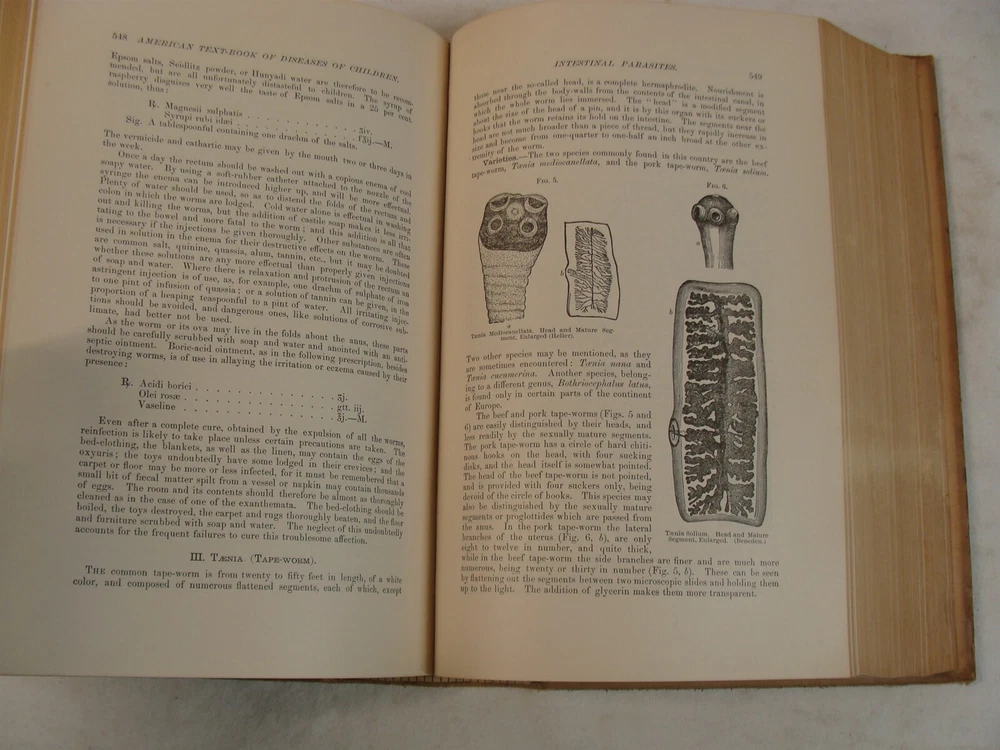 548 AMERICAN TEXT-BOOK OF DISEASES OF CHILDREN.
Epsom salts, Seidlitz powder, or Hunyadi water are therefore to be recom-
mended, but are all unfortunately distasteful to children. The syrup of
raspberry disguises very well the taste of Epsom salts in a 25 per cent.
solution, thus:
℞. Magnesii sulphatis . . . . . . . . . . . ʒiv.
Syrupi rubi idæi . . . . . . . . . . . fʒij.—M.
Sig. A tablespoonful containing one drachm of the salts.
The vermicide and cathartic may be given by the mouth two or three days in
the week.
Once a day the rectum should be washed out with a copious enema of cool
soapy water. By using a soft-rubber catheter attached to the nozzle of the
syringe the enema can be introduced higher up, and will be more effectual.
Plenty of water should be used, so as to distend the folds of the rectum and
colon in which the worms are lodged. Cold water alone is effectual in washing
out and killing the worms, but the addition of castile soap makes it less irri-
tating to the bowel and more fatal to the worm; and this addition is all that
is necessary if the injections be given thoroughly. Other substances are often
used in solution in the enema for their destructive effects on the worm. These
are common salt, quinine, quassia, alum, tannin, etc., but it may be doubted
whether these solutions are any more effectual than properly given injections
of soap and water. Where there is relaxation and protrusion of the rectum an
astringent injection is of use, as, for example, one drachm of sulphate of iron
to one pint of infusion of quassia; or a solution of tannin can be given, in the
proportion of a heaping teaspoonful to a pint of water. All irritating injec-
tions should be avoided, and dangerous ones, like solutions of corrosive sub-
limate, had better not be used.
As the worm or its ova may live in the folds about the anus, these parts
should be carefully scrubbed with soap and water and anointed with an anti-
septic ointment. Boric-acid ointment, as in the following prescription, besides
destroying worms, is of use in allaying the irritation or eczema caused by their
presence:
℞. Acidi borici . . . . . . . . . . . . . ʒj.
Olei rosæ . . . . . . . . . . . . . gtt. iij.
Vaseline . . . . . . . . . . . . . ℥j.—M.
Even after a complete cure, obtained by the expulsion of all the worms,
reinfection is likely to take place unless certain precautions are taken. The
bed-clothing, the blankets, as well as the linen, may contain the eggs of the
oxyuris; the toys undoubtedly have some lodged in their crevices; and the
carpet or floor may be more or less infected, for it must be remembered that a
small bit of fæcal matter spilt from a vessel or napkin may contain thousands
of eggs. The room and its contents should therefore be almost as thoroughly
cleaned as in the case of one of the exanthemata. The bed-clothing should be
boiled, the toys destroyed, the carpet and rugs thoroughly beaten, and the floor
and furniture scrubbed with soap and water. The neglect of this undoubtedly
accounts for the frequent failures to cure this troublesome affection.
III. TÆNIA (TAPE-WORM).
THE common tape-worm is from twenty to fifty feet in length, of a white
color, and composed of numerous flattened segments, each of which, except
INTESTINAL PARASITES. 549
those near the so-called head, is a complete hermaphrodite. Nourishment is
absorbed through the body-walls from the contents of the intestinal canal, in
which the whole worm lies immersed. The "head" is a modified segment
about the size of the head of a pin, and it is by this organ with its suckers or
hooks that the worm retains its hold on the intestine. The segments near the
head are not much broader than a piece of thread, but they rapidly increase in
size and become from one-quarter to one-half an inch broad at the other ex-
tremity of the worm.
Varieties.—The two species commonly found in this country are the beef
tape-worm, Tænia mediocanellata, and the pork tape-worm, Tænia solium.
FIG. 5.
b
a
Tænia Mediocanellata. Head and Mature Seg-
ment, Enlarged (Heller).
FIG. 6.
a
b
Tænia Solium. Head and Mature
Segment, Enlarged. (Beneden.)
Two other species may be mentioned, as they
are sometimes encountered: Tænia nana and
Tænia cucumerina. Another species, belong-
ing to a different genus, Bothriocephalus latus,
is found only in certain parts of the continent
of Europe.
The beef and pork tape-worms (Figs. 5 and
6) are easily distinguished by their heads, and
less readily by the sexually mature segments.
The pork tape-worm has a circle of hard chiti-
nous hooks on the head, with four sucking
disks, and the head itself is somewhat pointed.
The head of the beef tape-worm is not pointed,
and is provided with four suckers only, being
devoid of the circle of hooks. This species may
also be distinguished by the sexually mature
segments or proglottides which are passed from
the anus. In the pork tape-worm the lateral
branches of the uterus (Fig. 6, b), are only
eight to twelve in number, and quite thick,
while in the beef tape-worm the side branches are finer and are much more
numerous, being twenty or thirty in number (Fig. 5, b). These can be seen
by flattening out the segments between two microscopic slides and holding them
up to the light. The addition of glycerin makes them more transparent.